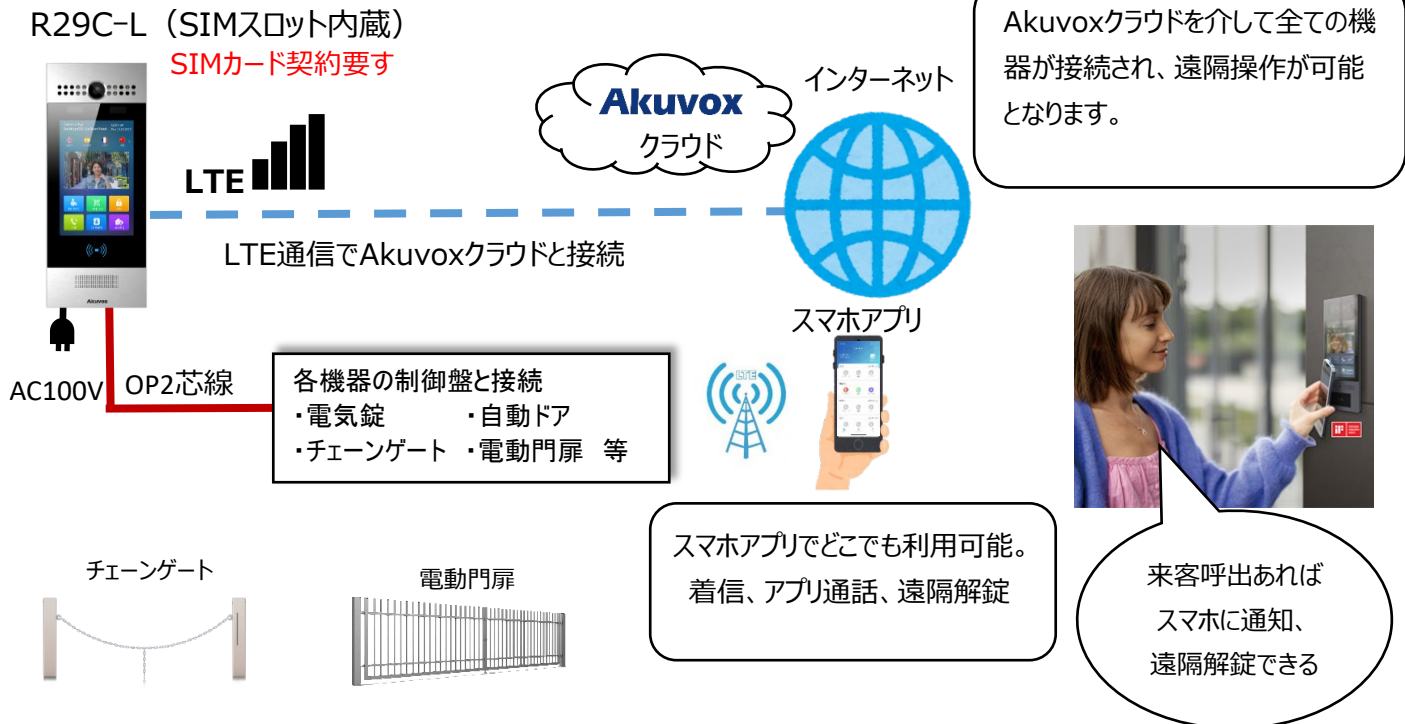 R29C-L（SIMスロット内蔵）
SIMカード契約要す
LTE
LTE通信でAkuvoxクラウドと接続
Akuvox
クラウド
インターネット
Akuvoxクラウドを介して全ての機
器が接続され、遠隔操作が可能
となります。
Akuvox
AC100V
OP2芯線
各機器の制御盤と接続
・電気錠　・自動ドア
・チェーンゲート ・電動門扉 等
LTE
スマホアプリ
スマホアプリでどこでも利用可能。
着信、アプリ通話、遠隔解錠
来客呼出あれば
スマホに通知、
遠隔解錠できる
チェーンゲート
電動門扉